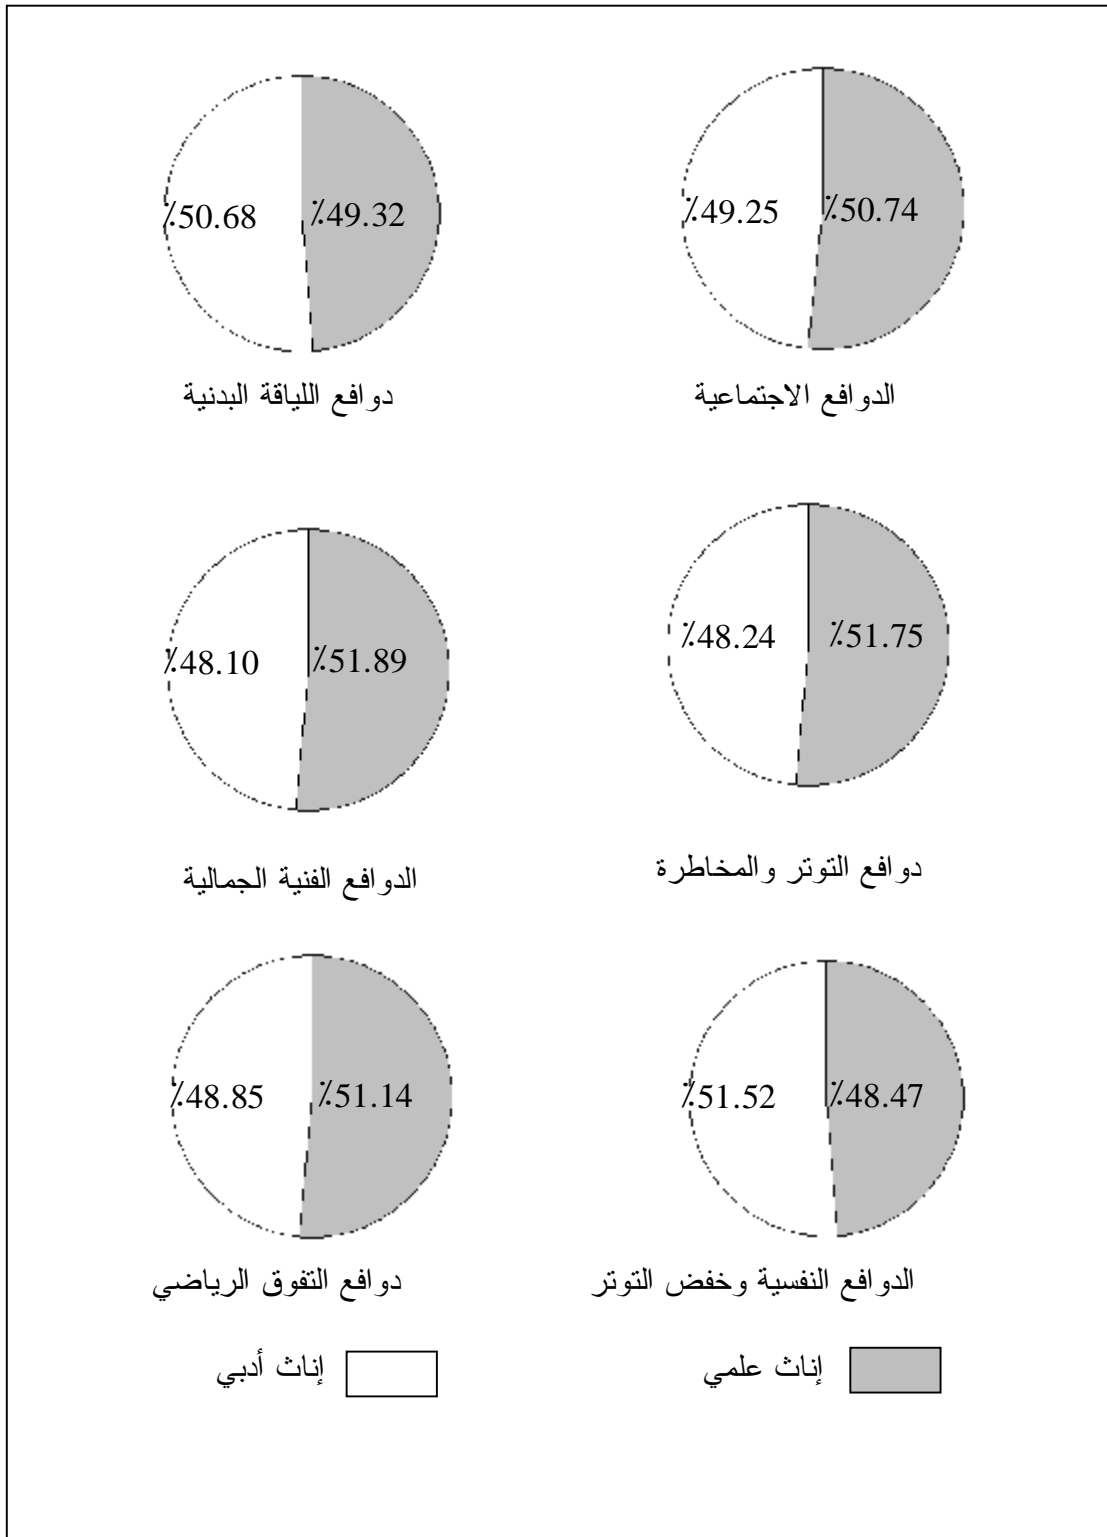 ٪50.74
٪49.25
الدوافع الاجتماعية
٪49.32
٪50.68
دوافع اللياقة البدنية
٪51.75
٪48.24
دوافع التوتر والمخاطرة
٪51.89
٪48.10
الدوافع الفنية الجمالية
٪48.47
٪51.52
الدوافع النفسية وخفض التوتر
٪51.14
٪48.85
دوافع التفوق الرياضي
إناث علمي
إناث أدبي